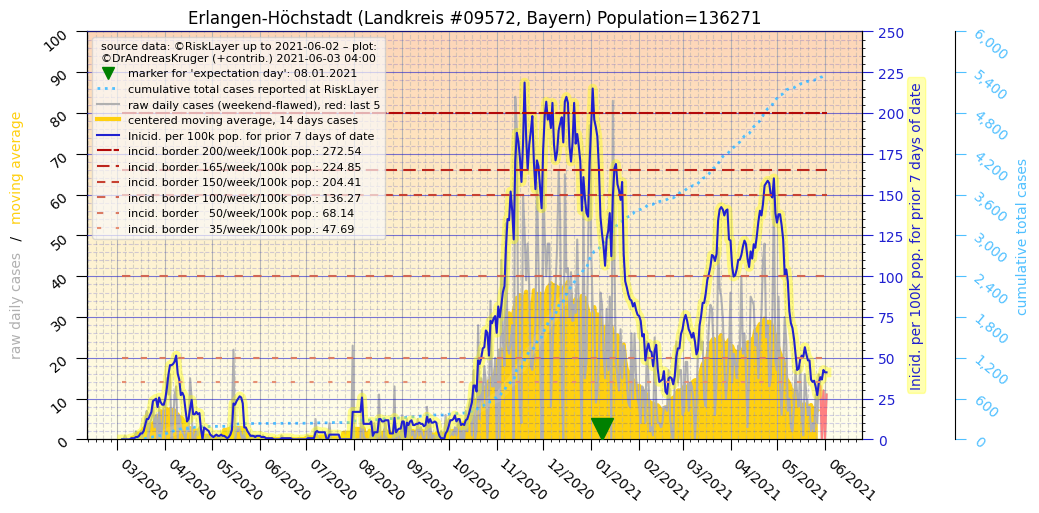 Erlangen-Höchstadt (Landkreis #09572, Bayern) Population=136271
source data: ©RiskLayer up to 2021-06-02 – plot:
©DrAndreasKruger (+contrib.) 2021-06-03 04:00
marker for 'expectation day': 08.01.2021
cumulative total cases reported at RiskLayer
raw daily cases (weekend-flawed), red: last 5
centered moving average, 14 days cases
Inicid. per 100k pop. for prior 7 days of date
incid. border 200/week/100k pop.: 272.54
incid. border 165/week/100k pop.: 224.85
incid. border 150/week/100k pop.: 204.41
incid. border 100/week/100k pop.: 136.27
incid. border 50/week/100k pop.: 68.14
incid. border 35/week/100k pop.: 47.69
raw daily cases / moving average
100
90
80
70
60
50
40
30
20
10
0
03/2020
04/2020
05/2020
06/2020
07/2020
08/2020
09/2020
10/2020
11/2020
12/2020
01/2021
02/2021
03/2021
04/2021
05/2021
06/2021
250
225
200
175
150
125
100
75
50
25
0
Inicid. per 100k pop. for prior 7 days of date
6,000
5,400
4,800
4,200
3,600
3,000
2,400
1,800
1,200
600
0
cumulative total cases